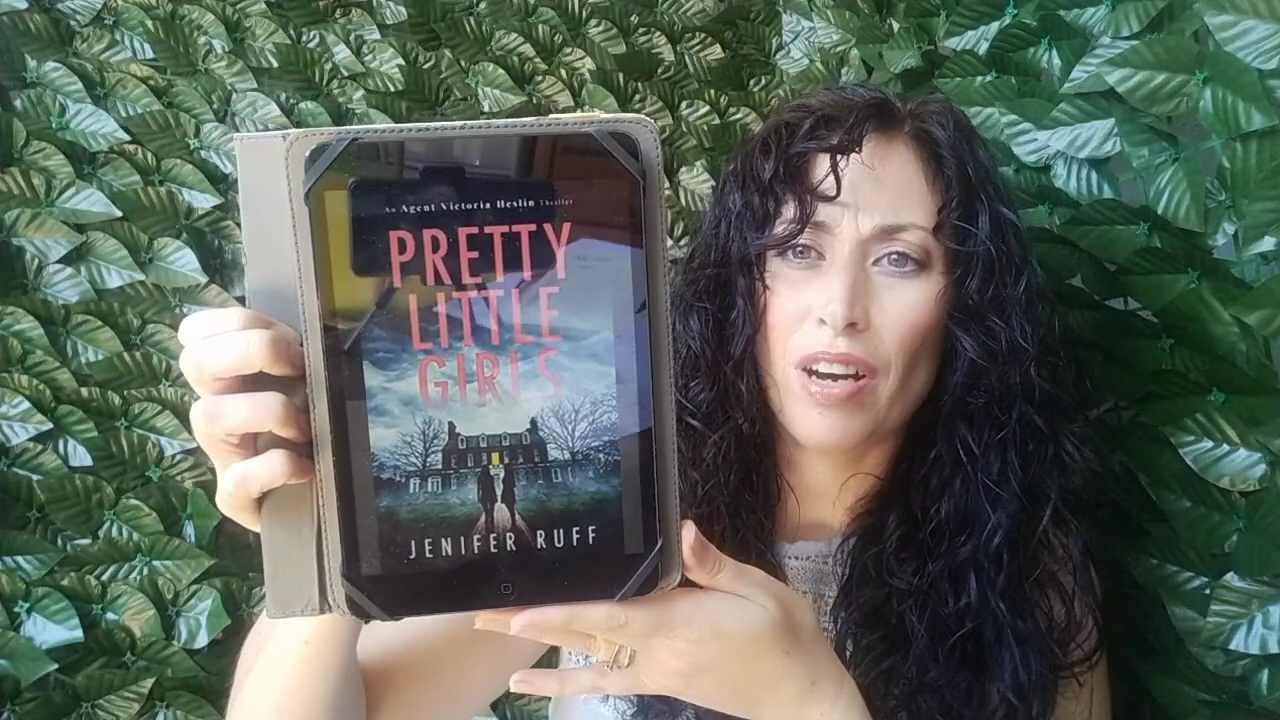 An Agent Victoria Heslin Thriller
PRETTY
LITTLE
GIRLS
JENIFER RUFF